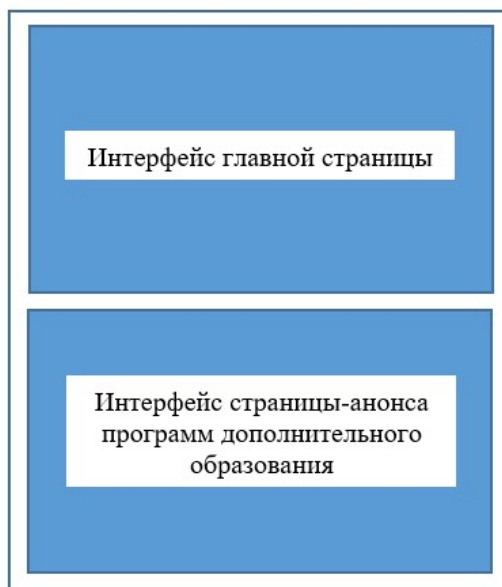 Интерфейс главной страницы
Интерфейс страницы-анонса
программ дополнительного
образования